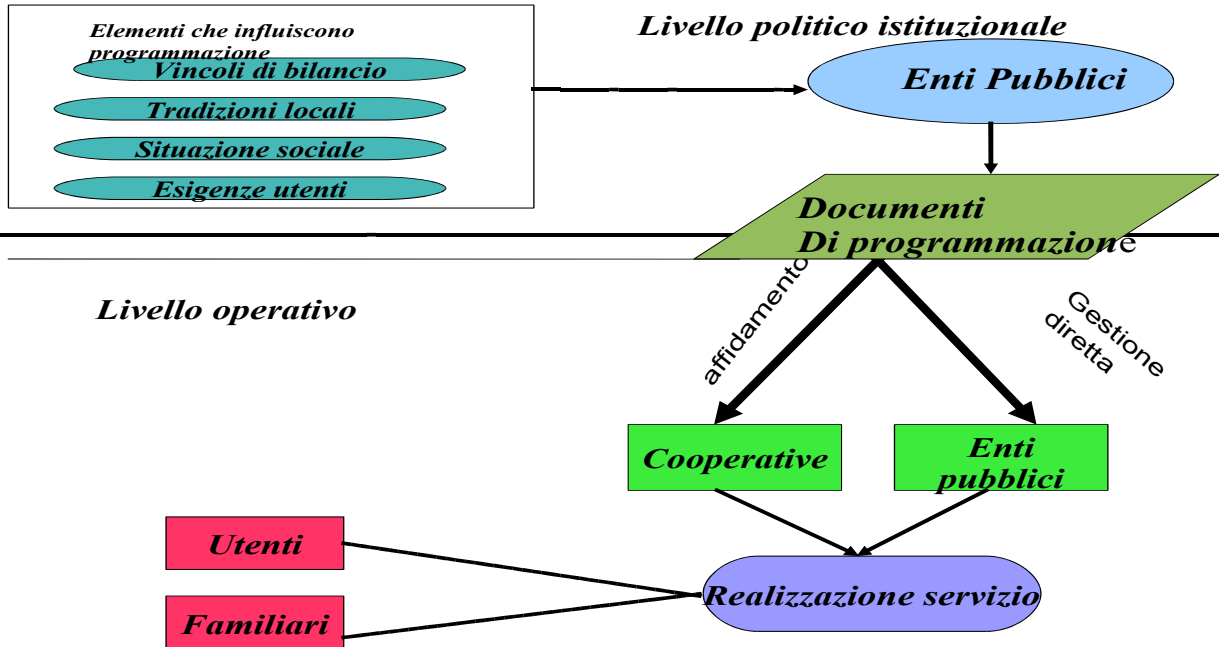 Elementi che influiscono
programmazione
Vincoli di bilancio
Tradizioni locali
Situazione sociale
Esigenze utenti
Livello politico istituzionale
Enti Pubblici
Documenti
Di programmazione
Livello operativo
affidamento
Gestione
diretta
Cooperative
Enti
pubblici
Utenti
Familiari
Realizzazione servizio